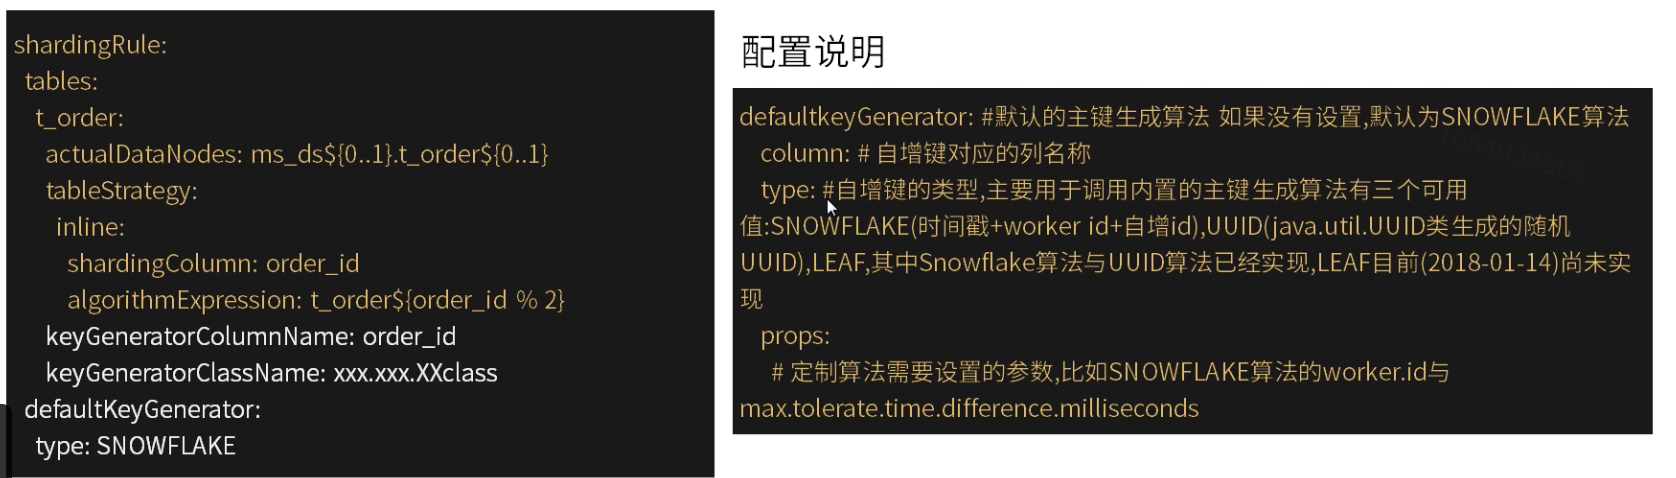 shardingRule:
tables:
t_order:
actualDataNodes: ms_ds${0..1}.t_order${0..1}
tableStrategy:
inline:
shardingColumn: order_id
algorithmExpression: t_order${order_id % 2}
keyGeneratorColumnName: order_id
keyGeneratorClassName: xxx.xxx.XXclass
defaultKeyGenerator:
type: SNOWFLAKE
配置说明
defaultkeyGenerator: #默认的主键生成算法 如果没有设置,默认为SNOWFLAKE算法
column: # 自增键对应的列名称
type: #自增键的类型,主要用于调用内置的主键生成算法有三个可用
值:SNOWFLAKE(时间戳+worker id+自增id),UUID(java.util.UUID类生成的随机
UUID),LEAF,其中Snowflake算法与UUID算法已经实现,LEAF目前(2018-01-14)尚未实
现
props:
# 定制算法需要设置的参数,比如SNOWFLAKE算法的worker.id与
max.tolerate.time.difference.milliseconds